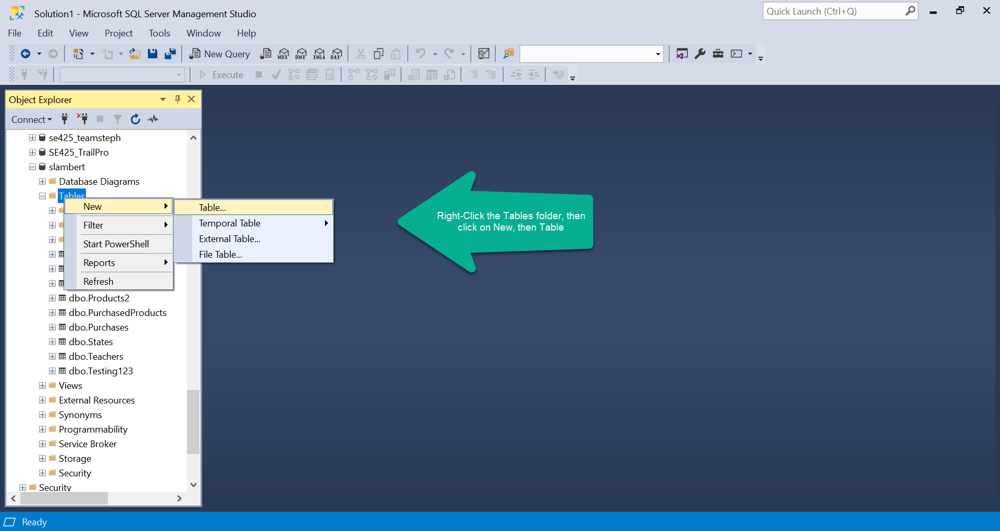 Solution1 - Microsoft SQL Server Management Studio
Quick Launch (Ctrl+Q)
File Edit View Project Tools Window Help
New Query MDX DMX XMLA DAX
Execute
Object Explorer
Connect
se425_teamsteph
SE425_TrailPro
slambert
Database Diagrams
Tables
New
Filter
Start PowerShell
Reports
Refresh
Table...
Temporal Table
External Table...
File Table...
Right-Click the Tables folder, then
click on New, then Table
dbo.Products2
dbo.PurchasedProducts
dbo.Purchases
dbo.States
dbo.Teachers
dbo.Testing123
Views
External Resources
Synonyms
Programmability
Service Broker
Storage
Security
Security
Ready